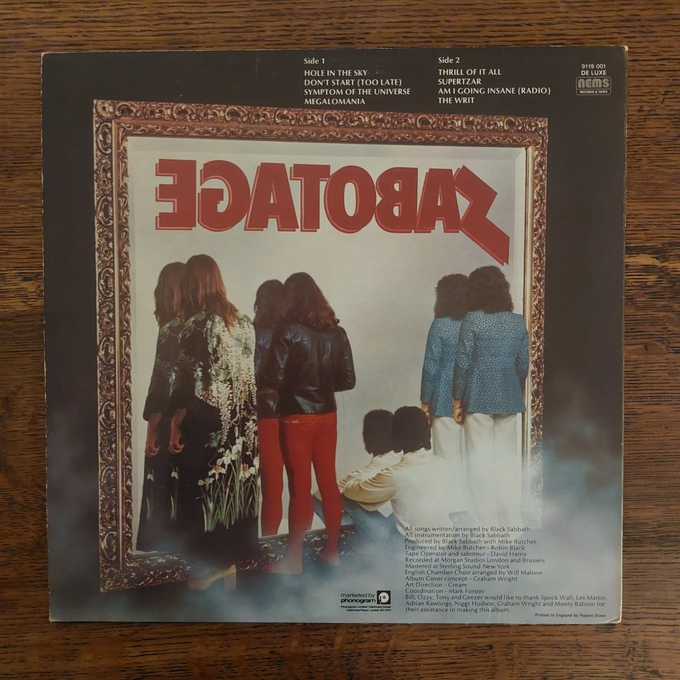 Side 1
HOLE IN THE SKY
DON'T START (TOO LATE)
SYMPTOM OF THE UNIVERSE
MEGALOMANIA
Side 2
THRILL OF IT ALL
SUPERTZAR
AM I GOING INSANE (RADIO)
THE WRIT
9119 001
DE LUXE
nems
RECORDS & TAPES
SABOTAGE
All songs written/arranged by Black Sabbath
All instrumentation by Black Sabbath
Produced by Black Sabbath with Mike Butcher
Engineered by Mike Butcher – Robin Black
Tape Operator and saboteur – David Harris
Recorded at Morgan Studios London and Brussels
Mastered at Sterling Sound New York
English Chamber Choir arranged by Will Malone
Album Cover concept – Graham Wright
Art Direction – Cream
Coordination – Mark Forster
Bill, Ozzy, Tony and Geezer would like to thank Spock Wall, Les Martin,
Adrian Rawlings, Niggs Hudson, Graham Wright and Monty Babson for
their assistance in making this album.
marketed by
phonogram
Printed in England by